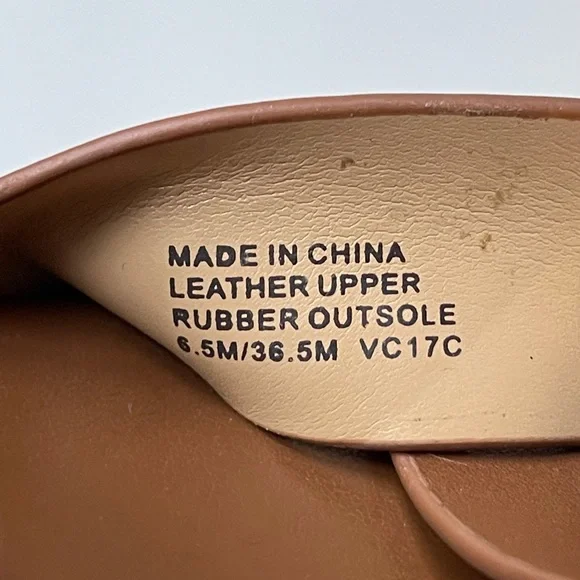 MADE IN CHINA
LEATHER UPPER
RUBBER OUTSOLE
6.5M/36.5M VC17C